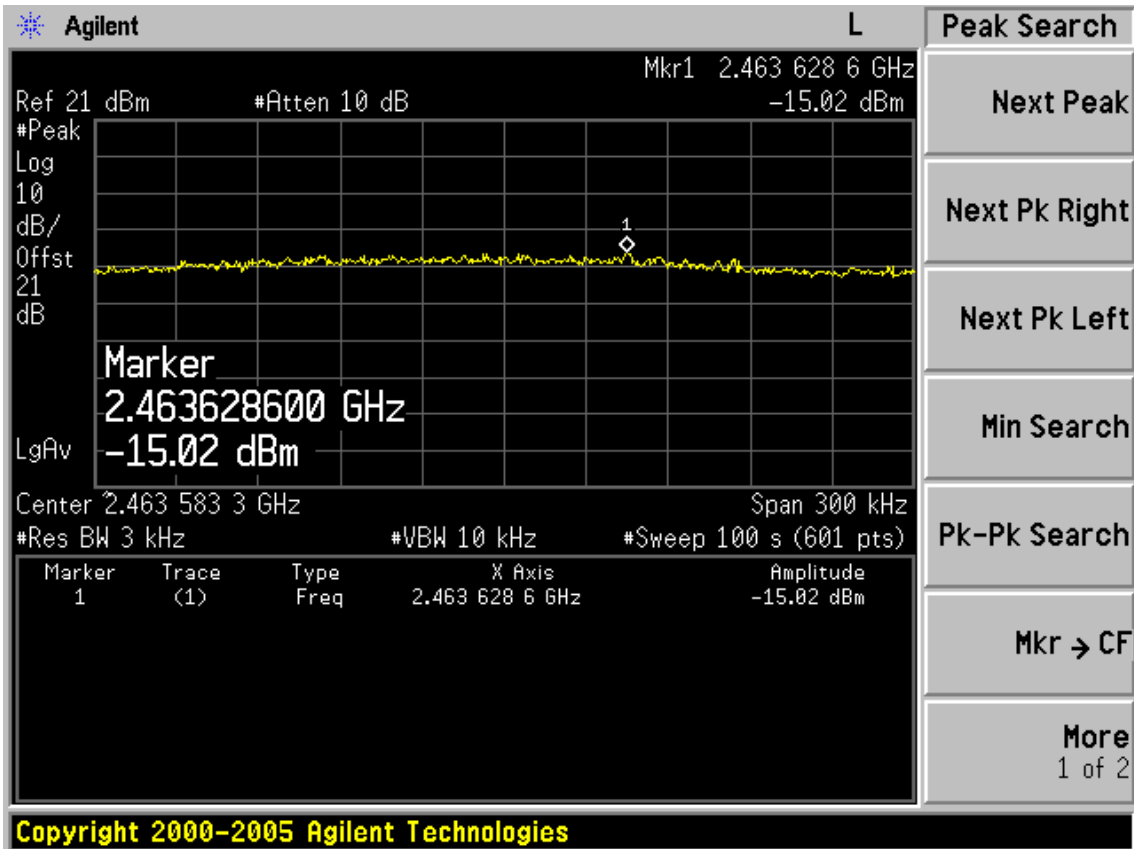 Agilent L Peak Search
Mkr1 2.463 628 6 GHz
Ref 21 dBm #Atten 10 dB -15.02 dBm
#Peak
Log
10
dB/
Offst
21
dB
LgAv
1
Marker
2.463628600 GHz
-15.02 dBm
Center 2.463 583 3 GHz Span 300 kHz
#Res BW 3 kHz #VBW 10 kHz #Sweep 100 s (601 pts)
Marker Trace Type X Axis Amplitude
1 (1) Freq 2.463 628 6 GHz -15.02 dBm
Next Peak
Next Pk Right
Next Pk Left
Min Search
Pk-Pk Search
Mkr → CF
More
1 of 2
Copyright 2000-2005 Agilent Technologies